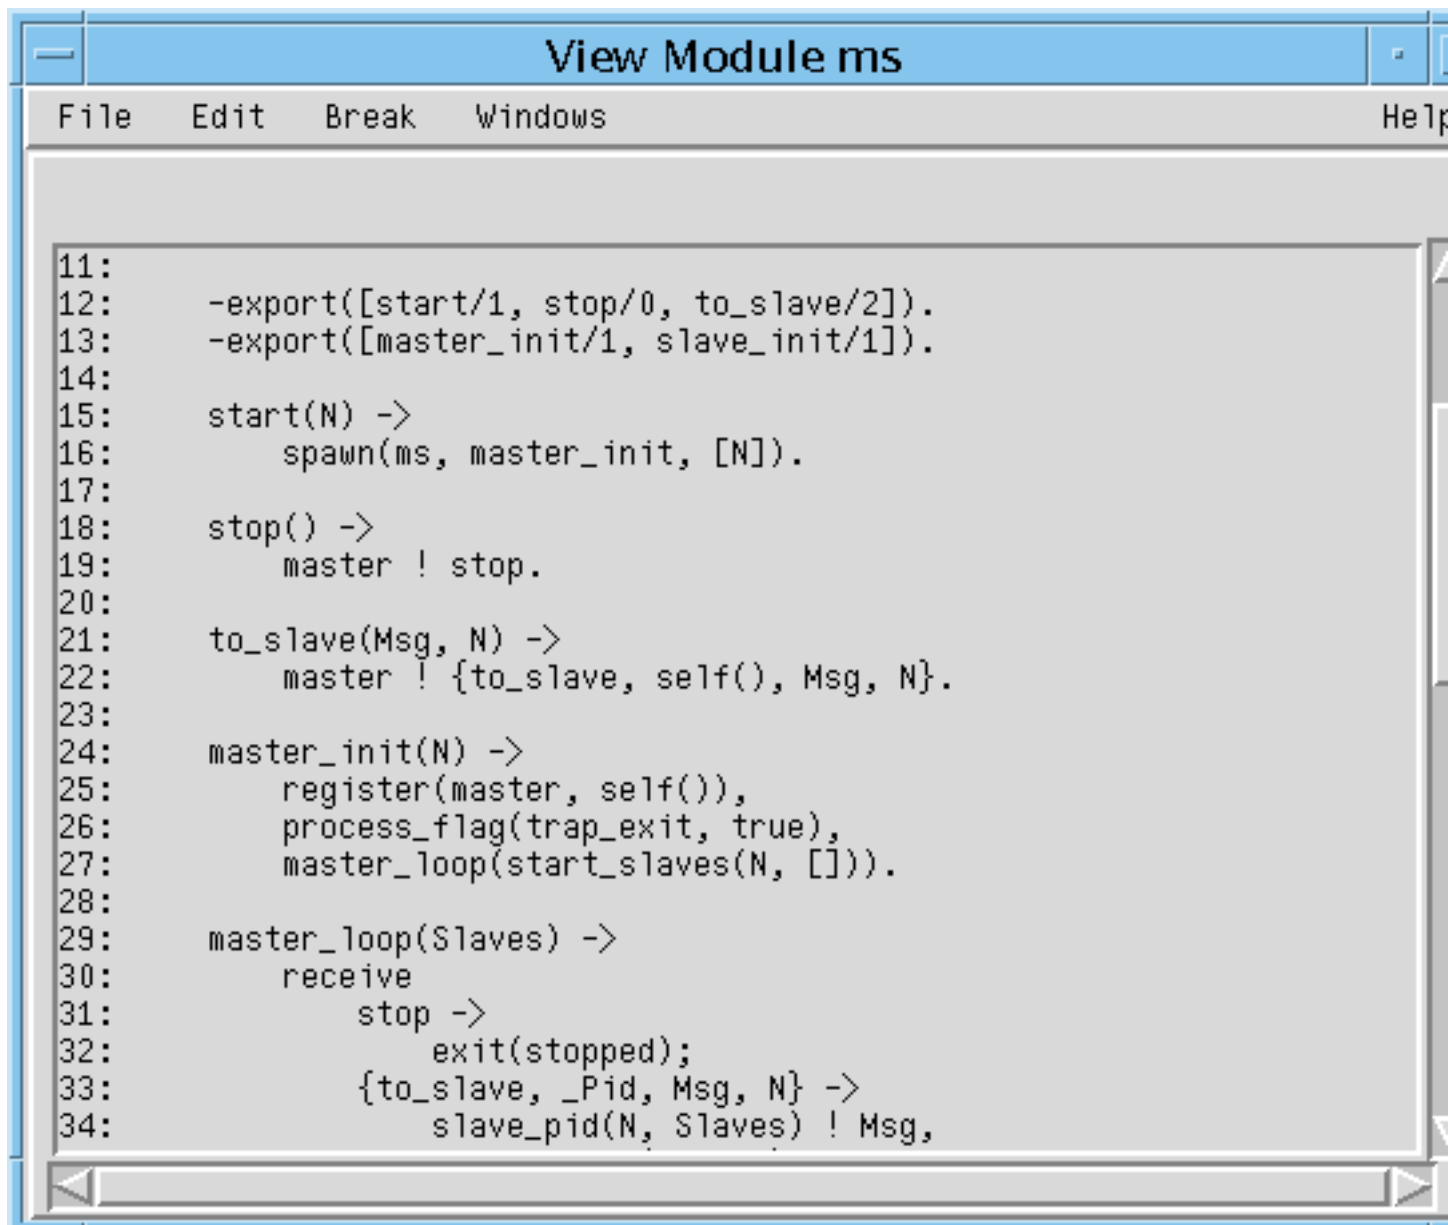 View Module ms
File Edit Break Windows Help
11:
12:     -export([start/1, stop/0, to_slave/2]).
13:     -export([master_init/1, slave_init/1]).
14:
15:     start(N) ->
16:         spawn(ms, master_init, [N]).
17:
18:     stop() ->
19:         master ! stop.
20:
21:     to_slave(Msg, N) ->
22:         master ! {to_slave, self(), Msg, N}.
23:
24:     master_init(N) ->
25:         register(master, self()),
26:         process_flag(trap_exit, true),
27:         master_loop(start_slaves(N, [])).
28:
29:     master_loop(Slaves) ->
30:         receive
31:             stop ->
32:                 exit(stopped);
33:             {to_slave, _Pid, Msg, N} ->
34:                 slave_pid(N, Slaves) ! Msg,